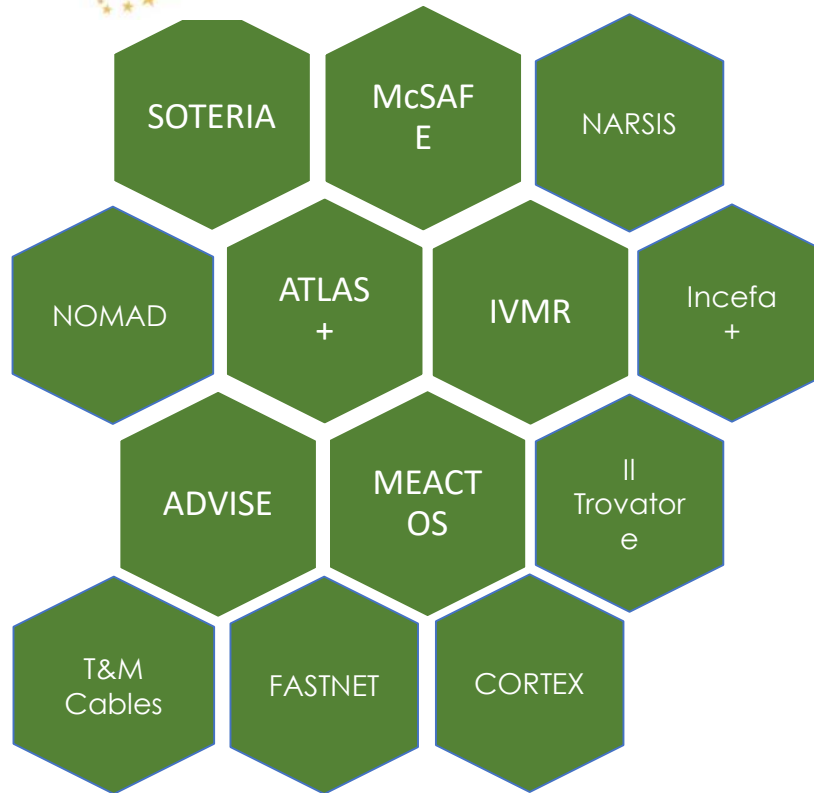 SOTERIA
McSAF
E
NARSIS
NOMAD
ATLAS
+
IVMR
Incefa
+
ADVISE
MEACT
OS
Il
Trovator
e
T&M
Cables
FASTNET
CORTEX